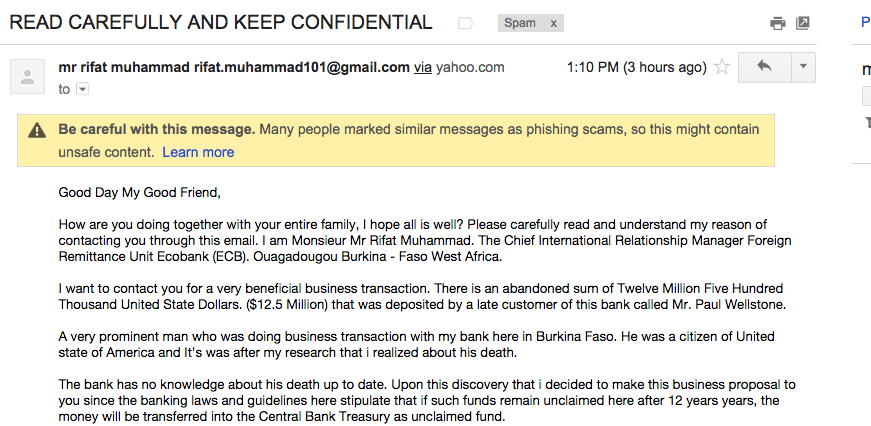 READ CAREFULLY AND KEEP CONFIDENTIAL
Spam x
mr rifat muhammad rifat.muhammad101@gmail.com via yahoo.com
1:10 PM (3 hours ago)
to
Be careful with this message. Many people marked similar messages as phishing scams, so this might contain
unsafe content. Learn more
Good Day My Good Friend,
How are you doing together with your entire family, I hope all is well? Please carefully read and understand my reason of
contacting you through this email. I am Monsieur Mr Rifat Muhammad. The Chief International Relationship Manager Foreign
Remittance Unit Ecobank (ECB). Ouagadougou Burkina - Faso West Africa.
I want to contact you for a very beneficial business transaction. There is an abandoned sum of Twelve Million Five Hundred
Thousand United State Dollars. ($12.5 Million) that was deposited by a late customer of this bank called Mr. Paul Wellstone.
A very prominent man who was doing business transaction with my bank here in Burkina Faso. He was a citizen of United
state of America and It's was after my research that i realized about his death.
The bank has no knowledge about his death up to date. Upon this discovery that i decided to make this business proposal to
you since the banking laws and guidelines here stipulate that if such funds remain unclaimed here after 12 years years, the
money will be transferred into the Central Bank Treasury as unclaimed fund.